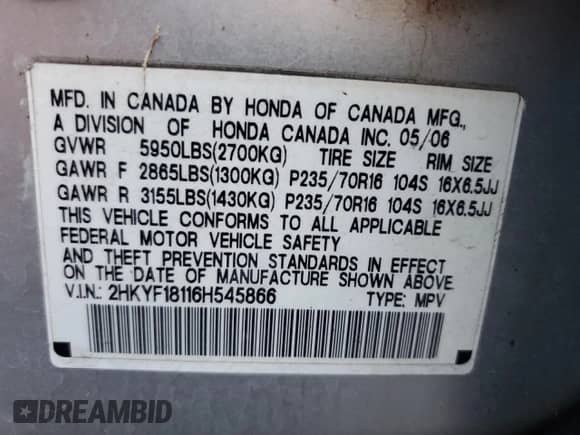 MFD. IN CANADA BY HONDA OF CANADA MFG.,
A DIVISION OF HONDA CANADA INC. 05/06
GVWR 5950LBS(2700KG) TIRE SIZE RIM SIZE
GAWR F 2865LBS(1300KG) P235/70R16 104S 16X6.5JJ
GAWR R 3155LBS(1430KG) P235/70R16 104S 16X6.5JJ
THIS VEHICLE CONFORMS TO ALL APPLICABLE
FEDERAL MOTOR VEHICLE SAFETY
AND THEFT PREVENTION STANDARDS IN EFFECT
ON THE DATE OF MANUFACTURE SHOWN ABOVE.
V.I.N.: 2HKYF18116H545866 TYPE: MPV
DREAMBID